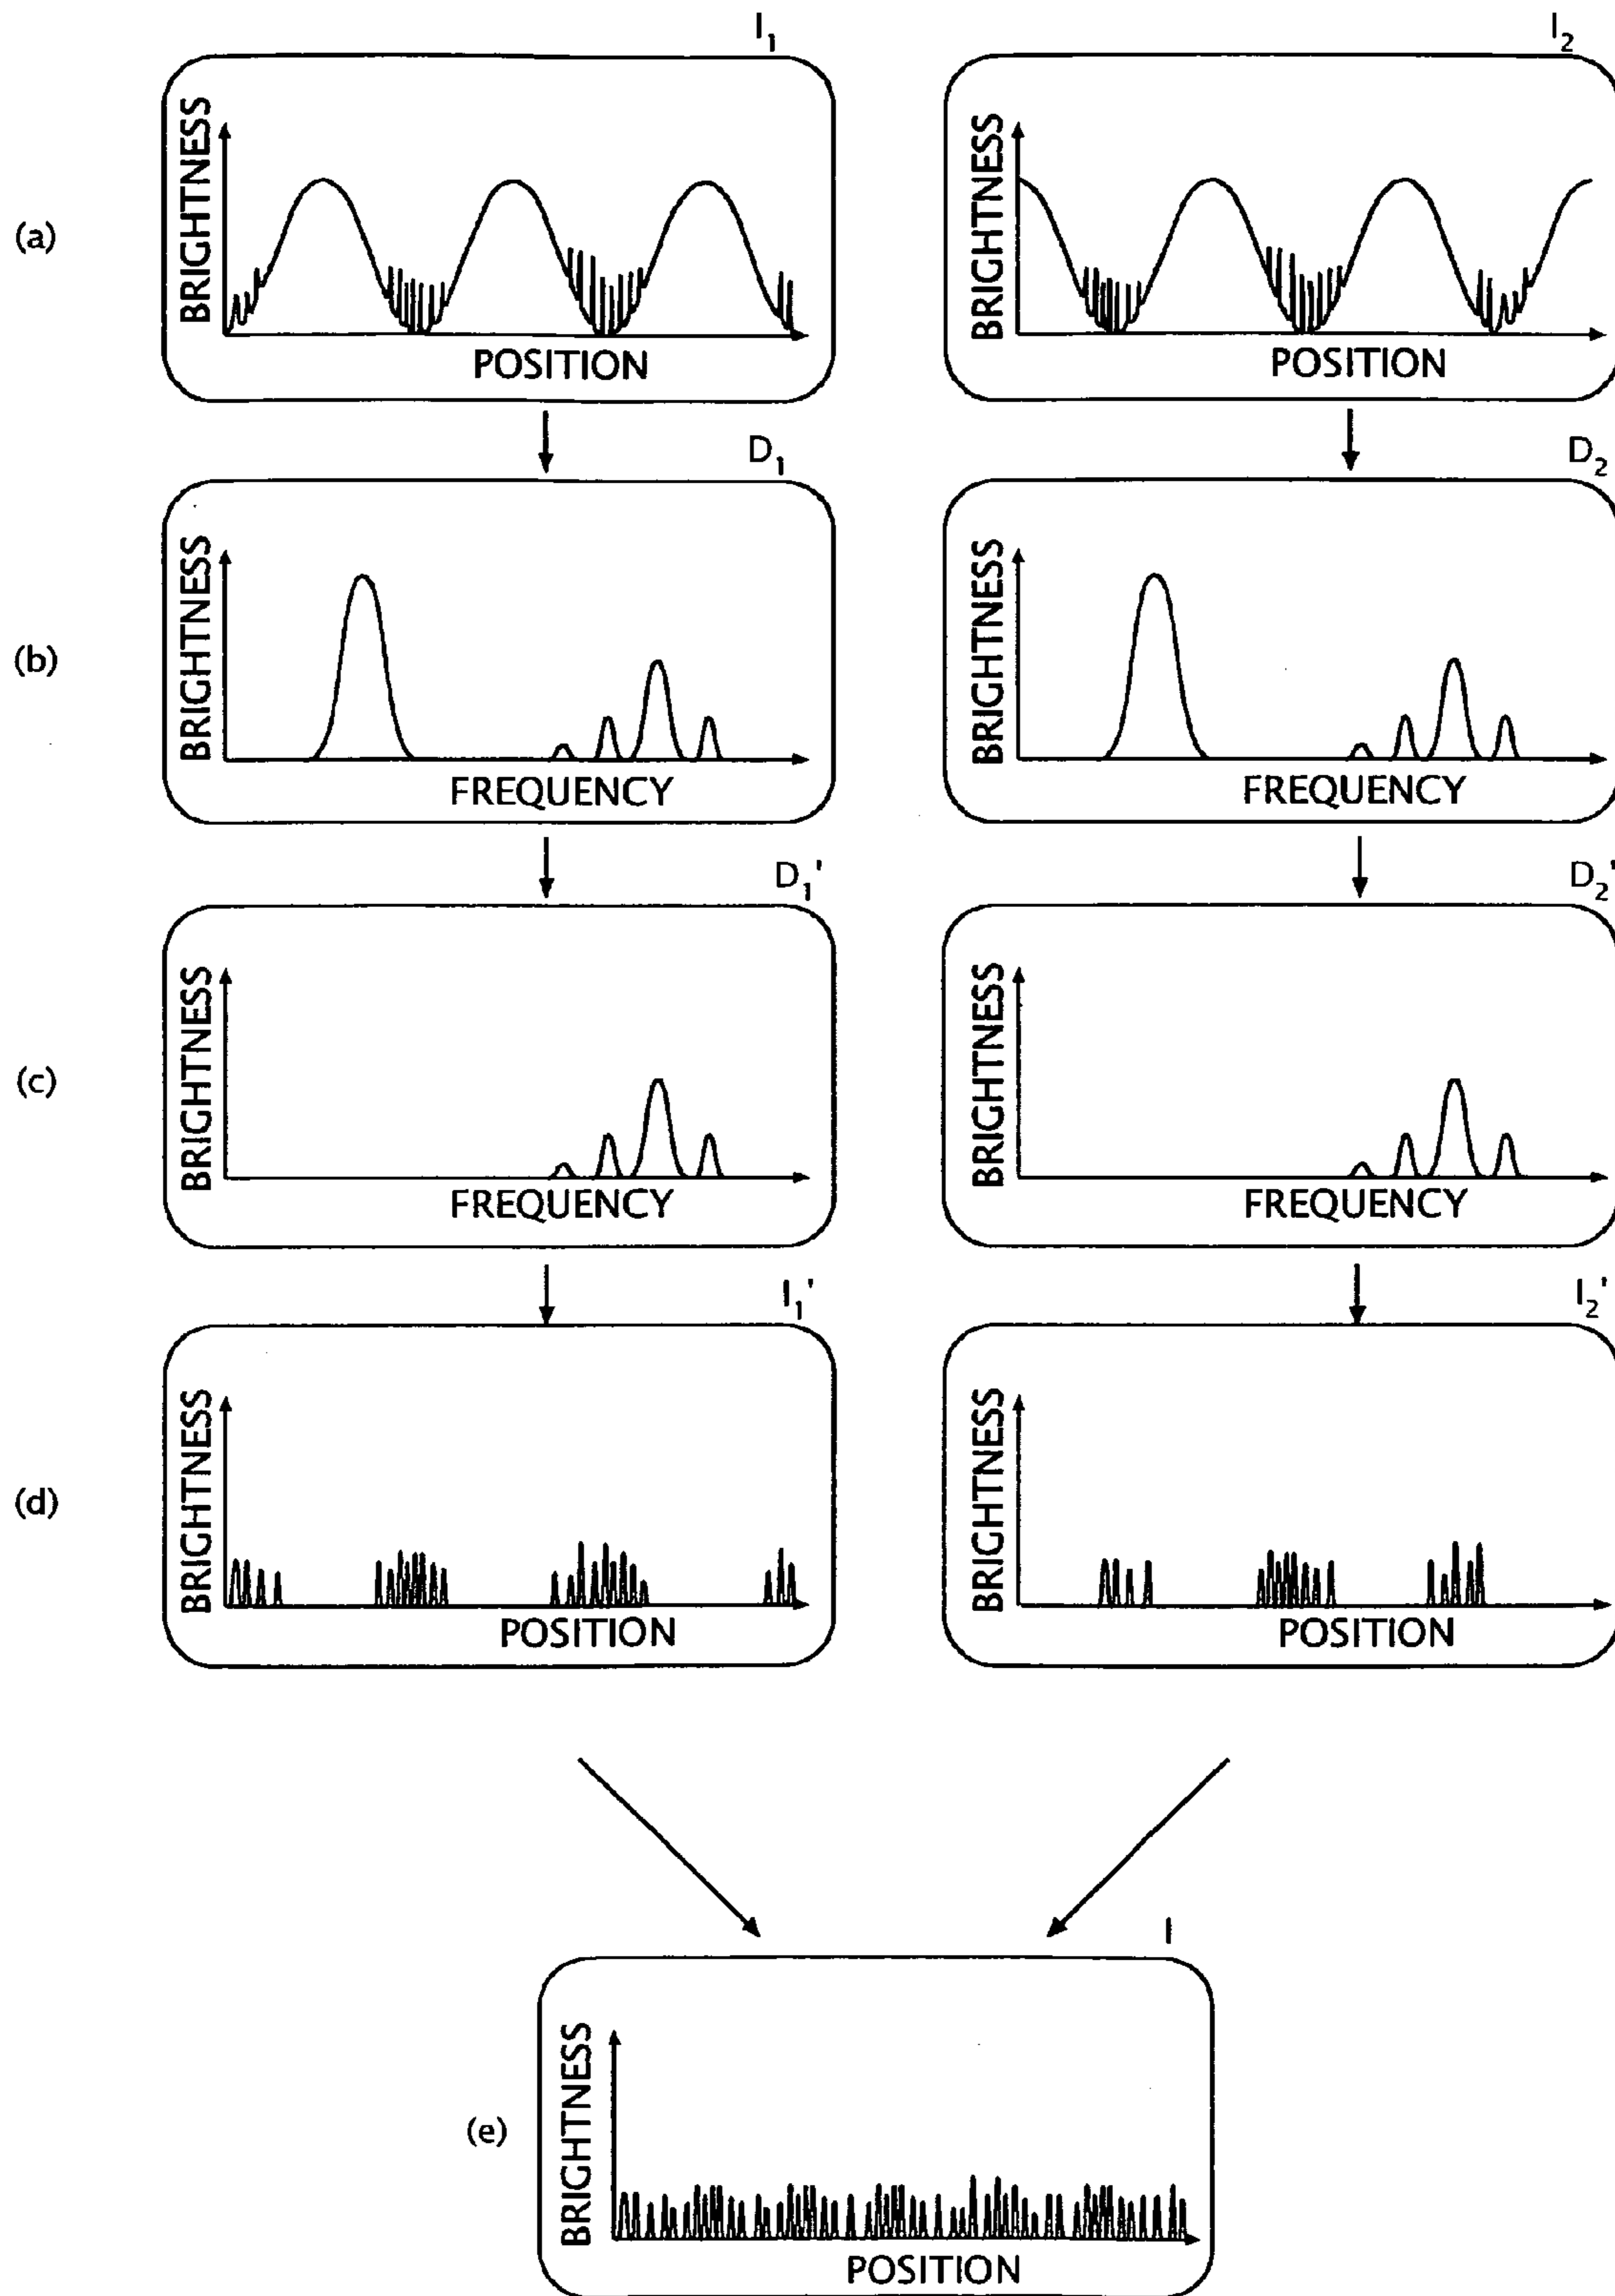 I1 I2
(a)
BRIGHTNESS BRIGHTNESS
POSITION POSITION
D1 D2
(b)
BRIGHTNESS BRIGHTNESS
FREQUENCY FREQUENCY
D1' D2'
(c)
BRIGHTNESS BRIGHTNESS
FREQUENCY FREQUENCY
I1' I2'
(d)
BRIGHTNESS BRIGHTNESS
POSITION POSITION
I
(e)
BRIGHTNESS
POSITION